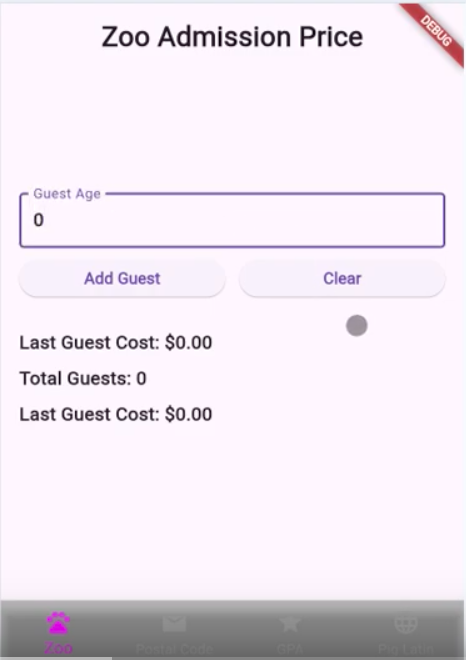 Zoo Admission Price
DEBUG
Guest Age
0
Add Guest Clear
Last Guest Cost: $0.00
Total Guests: 0
Last Guest Cost: $0.00
Zoo Postal Code GPA Pig Latin